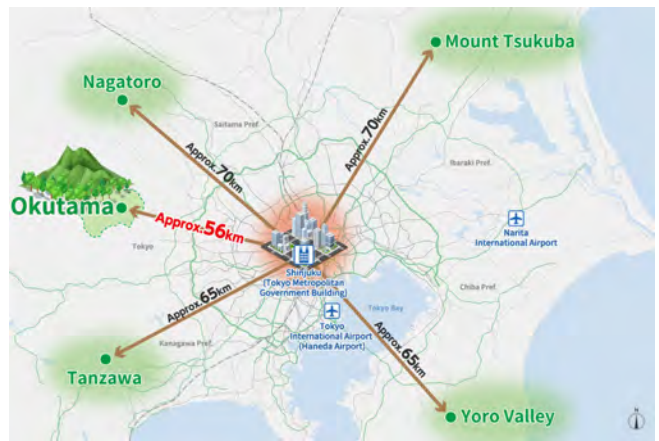 Mount Tsukuba
Nagatoro
Approx.70km
Saitama Pref.
Approx.70km
Ibaraki Pref.
Okutama
Approx.56km
Tokyo
Narita
International Airport
Shinjuku
(Tokyo Metropolitan
Government Building)
Approx.65km
Chiba Pref.
Tokyo Bay
Tokyo
International Airport
(Haneda Airport)
Kanagawa Pref.
Approx.65km
Tanzawa
Yoro Valley
N